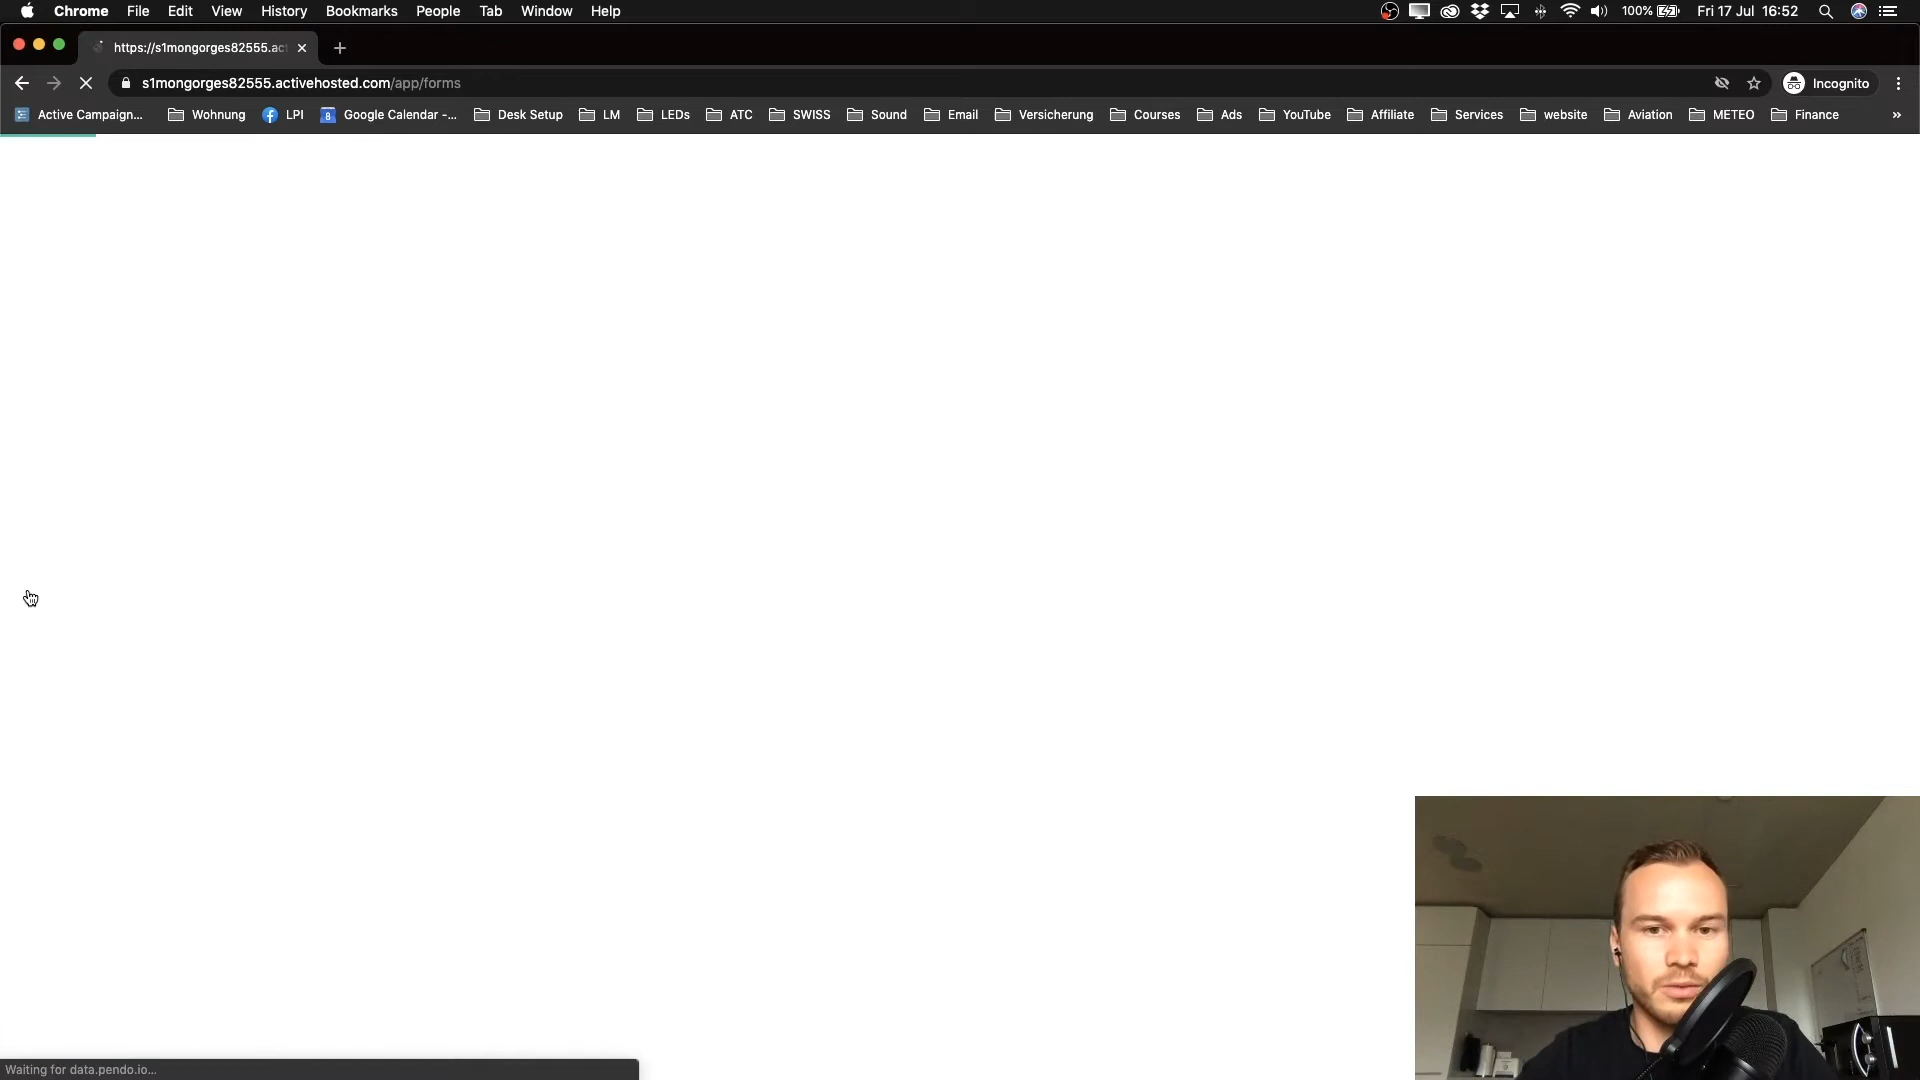 Chrome File Edit View History Bookmarks People Tab Window Help 100% Fri 17 Jul 16:52
https://s1mongorges82555.act
s1mongorges82555.activehosted.com/app/forms Incognito
Active Campaign... Wohnung LPI 8 Google Calendar -... Desk Setup LM LEDs ATC SWISS Sound Email Versicherung Courses Ads YouTube Affiliate Services website Aviation METEO Finance »
Waiting for data.pendo.io...